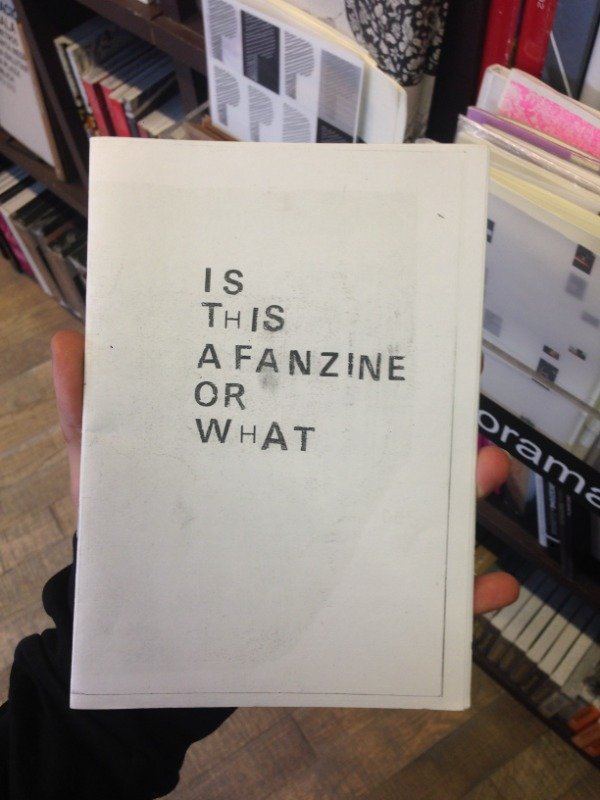 IS
THIS
A FANZINE
OR
WHAT
orama